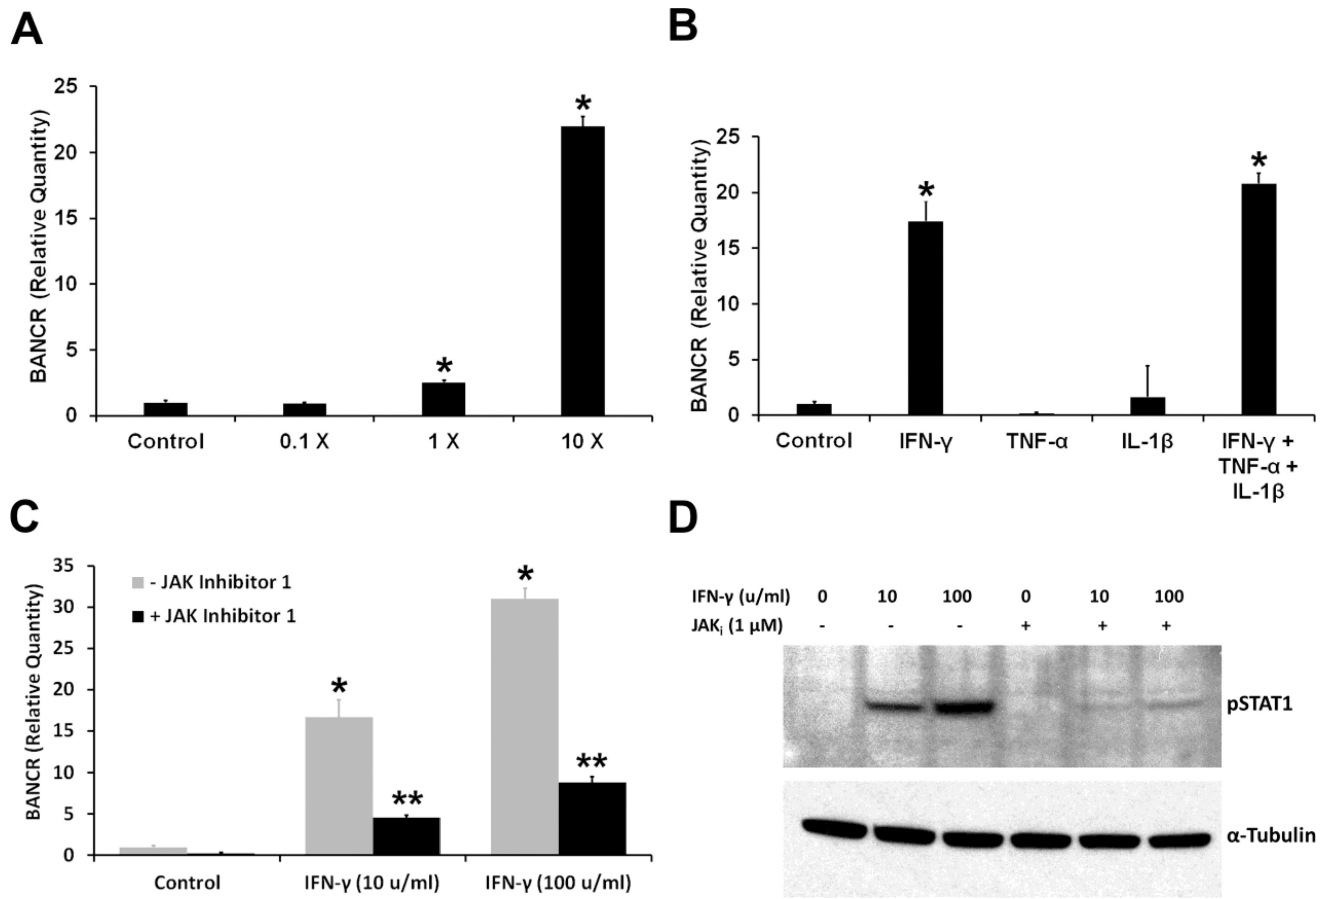 A
BANCR (Relative Quantity)
25
20
15
10
5
0
*
*
Control
0.1 X
1 X
10 X
B
BANCR (Relative Quantity)
25
20
15
10
5
0
*
*
Control
IFN-γ
TNF-α
IL-1β
IFN-γ +
TNF-α +
IL-1β
C
BANCR (Relative Quantity)
35
30
25
20
15
10
5
0
- JAK Inhibitor 1
+ JAK Inhibitor 1
*
**
*
**
Control
IFN-γ (10 u/ml)
IFN-γ (100 u/ml)
D
IFN-γ (u/ml) 0 10 100 0 10 100
JAKi (1 μM) - - - + + +
pSTAT1
α-Tubulin